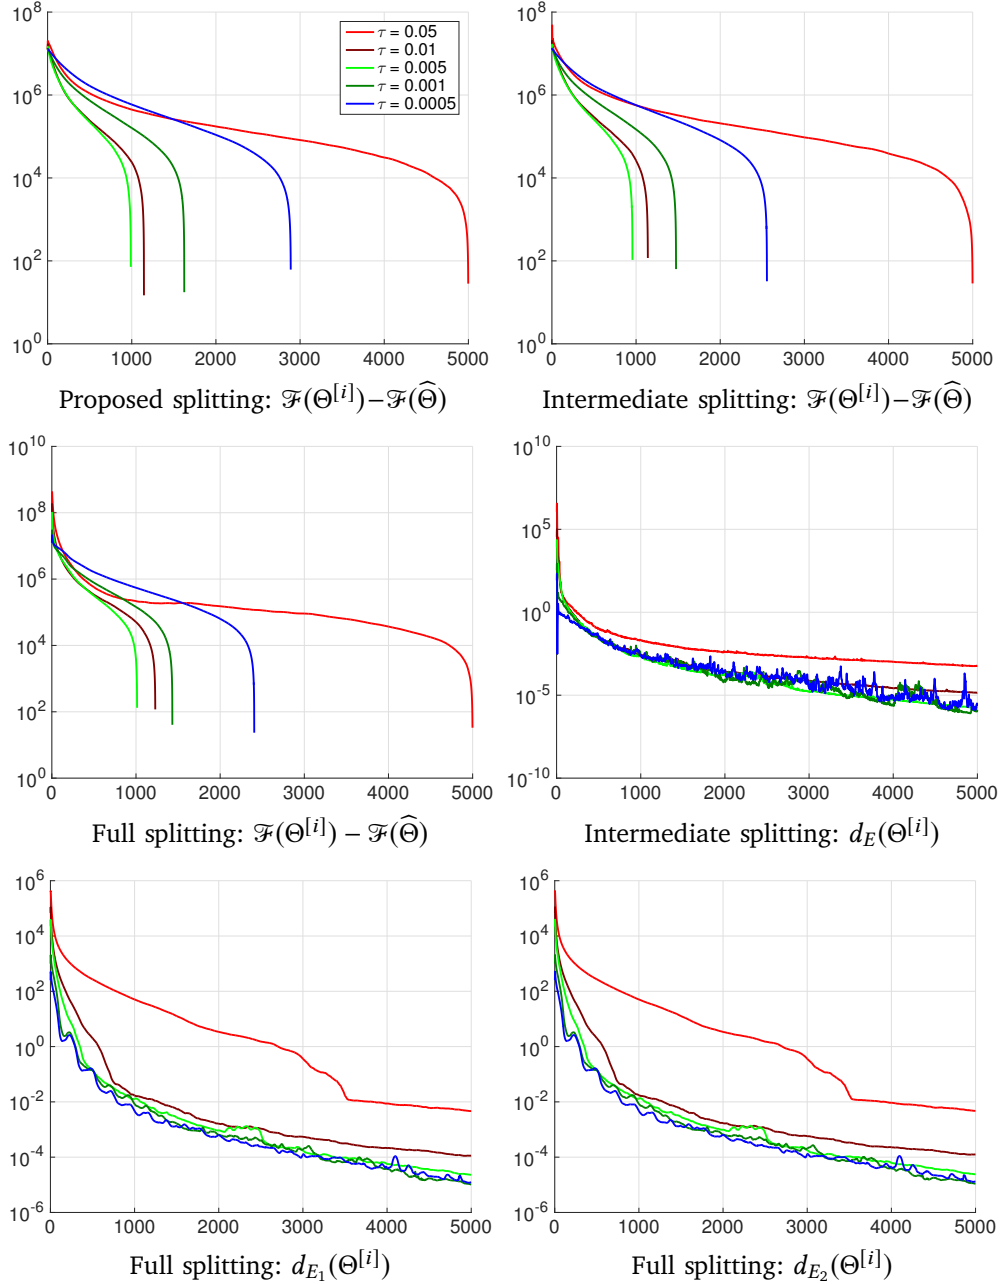 10^8
10^6
10^4
10^2
10^0
0 1000 2000 3000 4000 5000
τ = 0.05
τ = 0.01
τ = 0.005
τ = 0.001
τ = 0.0005
Proposed splitting: ℱ(Θ^[i])−ℱ(Θ̂)
10^8
10^6
10^4
10^2
10^0
0 1000 2000 3000 4000 5000
Intermediate splitting: ℱ(Θ^[i])−ℱ(Θ̂)
10^10
10^8
10^6
10^4
10^2
10^0
0 1000 2000 3000 4000 5000
Full splitting: ℱ(Θ^[i]) − ℱ(Θ̂)
10^10
10^5
10^0
10^-5
10^-10
0 1000 2000 3000 4000 5000
Intermediate splitting: d_E(Θ^[i])
10^6
10^4
10^2
10^0
10^-2
10^-4
10^-6
0 1000 2000 3000 4000 5000
Full splitting: d_E₁(Θ^[i])
10^6
10^4
10^2
10^0
10^-2
10^-4
10^-6
0 1000 2000 3000 4000 5000
Full splitting: d_E₂(Θ^[i])